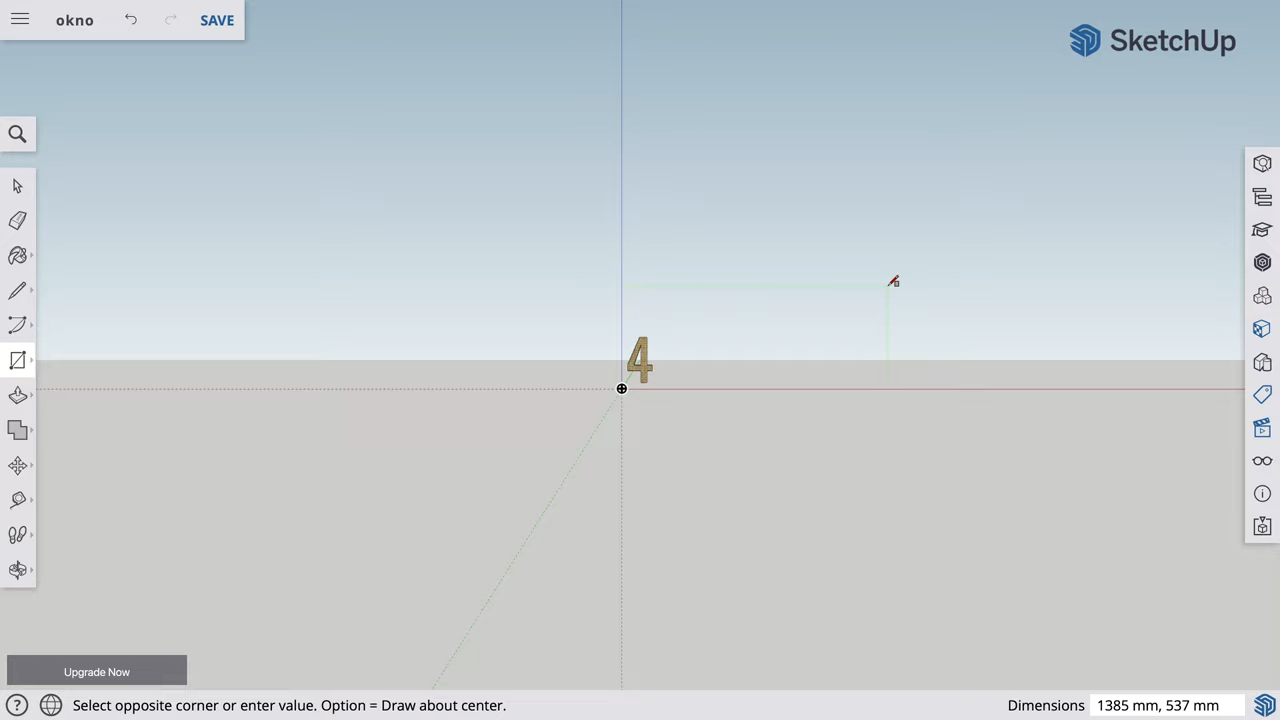 okno
SAVE
SketchUp
4
Upgrade Now
Select opposite corner or enter value. Option = Draw about center.
Dimensions
1385 mm, 537 mm